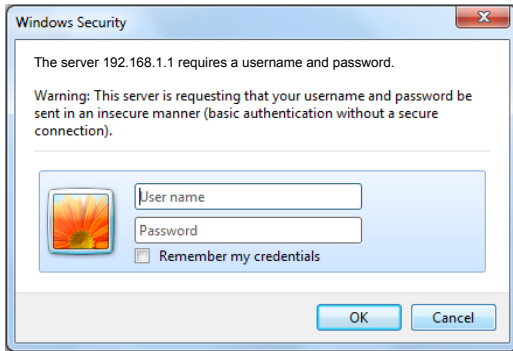 Windows Security
The server 192.168.1.1 requires a username and password.
Warning: This server is requesting that your username and password be
sent in an insecure manner (basic authentication without a secure
connection).
User name
Password
Remember my credentials
OK
Cancel